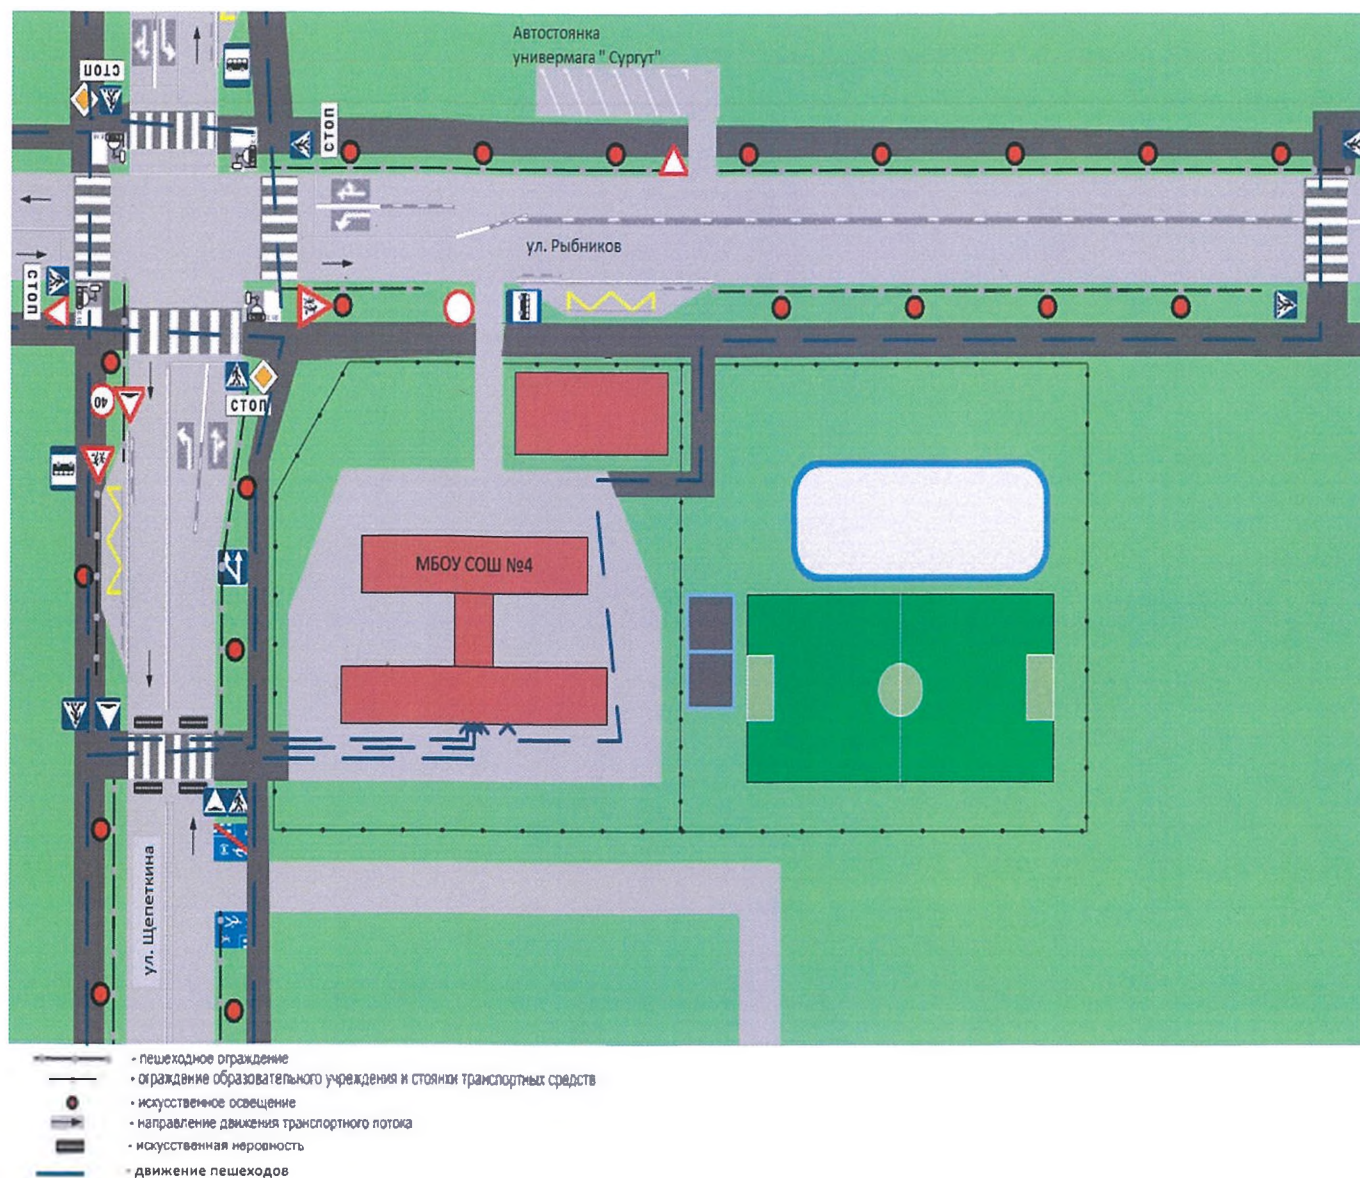 Автостоянка
универмага " Сургут"
СТОП
СТОП
ул. Рыбников
СТОП
40
СТОП
МБОУ СОШ №4
ул. Щепеткина
- пешеходное ограждение
- ограждение образовательного учреждения и стоянки транспортных средств
- искусственное освещение
- направление движения транспортного потока
- искусственная неровность
- движение пешеходов